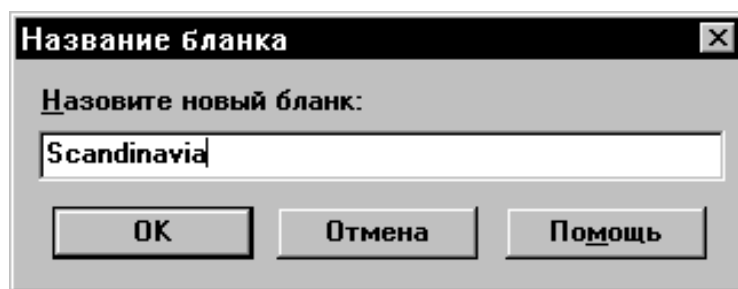 Название бланка
Назовите новый бланк:
Scandinavia
OK Отмена Помощь